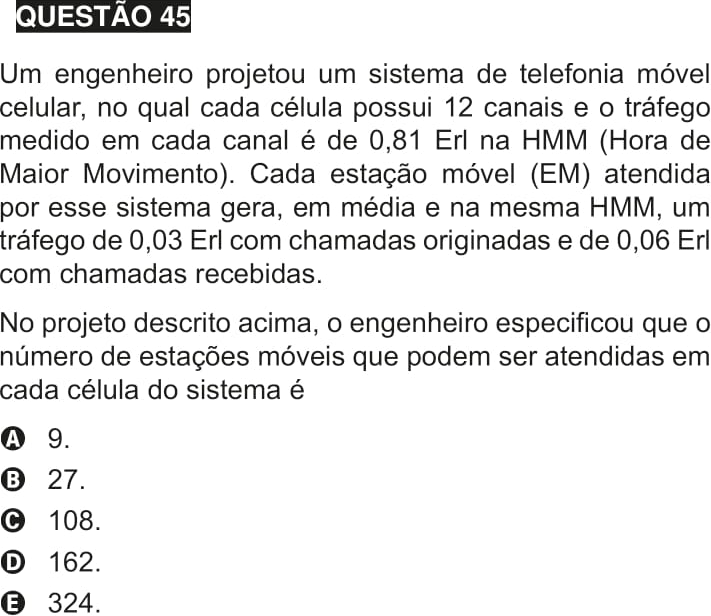 QUESTÃO 45
Um engenheiro projetou um sistema de telefonia móvel
celular, no qual cada célula possui 12 canais e o tráfego
medido em cada canal é de 0,81 Erl na HMM (Hora de
Maior Movimento). Cada estação móvel (EM) atendida
por esse sistema gera, em média e na mesma HMM, um
tráfego de 0,03 Erl com chamadas originadas e de 0,06 Erl
com chamadas recebidas.
No projeto descrito acima, o engenheiro especificou que o
número de estações móveis que podem ser atendidas em
cada célula do sistema é
A 9.
B 27.
C 108.
D 162.
E 324.